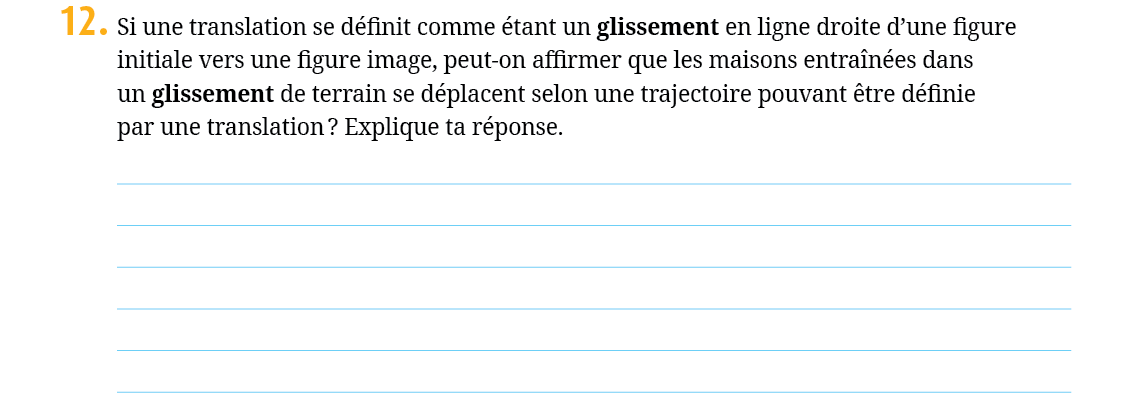 12. Si une translation se définit comme étant un glissement en ligne droite d’une figure
initiale vers une figure image, peut-on affirmer que les maisons entraînées dans
un glissement de terrain se déplacent selon une trajectoire pouvant être définie
par une translation ? Explique ta réponse.